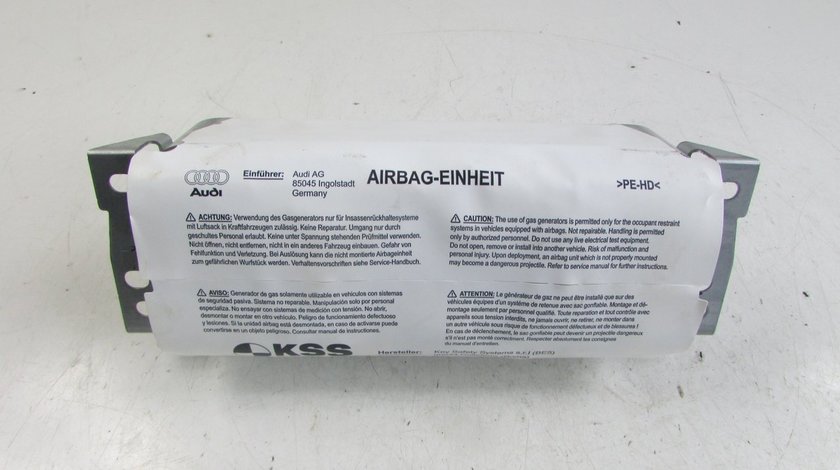 Audi
Einführer: Audi AG
85045 Ingolstadt
Germany
AIRBAG-EINHEIT
>PE-HD<
ACHTUNG: Verwendung des Gasgenerators nur für Insassenrückhaltesysteme
mit Luftsack in Kraftfahrzeugen zulässig. Keine Reparatur. Umgang nur durch
geschultes Personal erlaubt. Keine unter Spannung stehenden Prüfmittel verwenden.
Nicht öffnen, nicht entfernen, nicht in ein anderes Fahrzeug einbauen. Gefahr von
Fehlfunktion und Verletzung. Bei Auslösung kann die nicht montierte Airbageinheit
zum gefährlichen Wurfstück werden. Verhaltensvorschriften siehe Service-Handbuch.
CAUTION: The use of gas generators is permitted only for the occupant restraint
systems in vehicles equipped with airbags. Not repairable. Handling is permitted
only by authorized personnel. Do not use any live electrical test equipment.
Do not open, remove or install into another vehicle. Risk of malfunction and
personal injury. Upon deployment, an airbag unit which is not properly mounted
may become a dangerous projectile. Refer to service manual for further instructions.
AVISO: Generador de gas solamente utilizable en vehículos con sistemas
de seguridad pasiva. Sistema no reparable. Manipulación solo por personal
especializa. No ensayar con sistemas de medición con tensión. No abrir,
desmontar o montar en otro vehículo. Peligro de funcionamiento defectuoso
y lesiones. Si la unidad airbag está desmontada, en caso de activarse puede
convertirse en un objeto peligroso. Consultar manual de instrucciones.
ATTENTION: Le générateur de gaz ne peut être installé que sur des
véhicules équipes d'un système de retenue avec sac gonflable. Montage et dé-
montage seulement par personnel autorisé. Toute reparation et tout contrôle avec
appareils sous tension interdits, ne jamais ouvrir, ne retirer, ne monter dans
un autre véhicule sous risque de fonctionnement défectueux et de blessures !
En cas de déclenchement, le sac gonflable peut devenir un projectile dangereux
s'il n'est pas monté correctement. Respecter absolument les consignes
du manuel d'entretien.
KSS
Hersteller: Key Safety Systems s.r.l (BES)